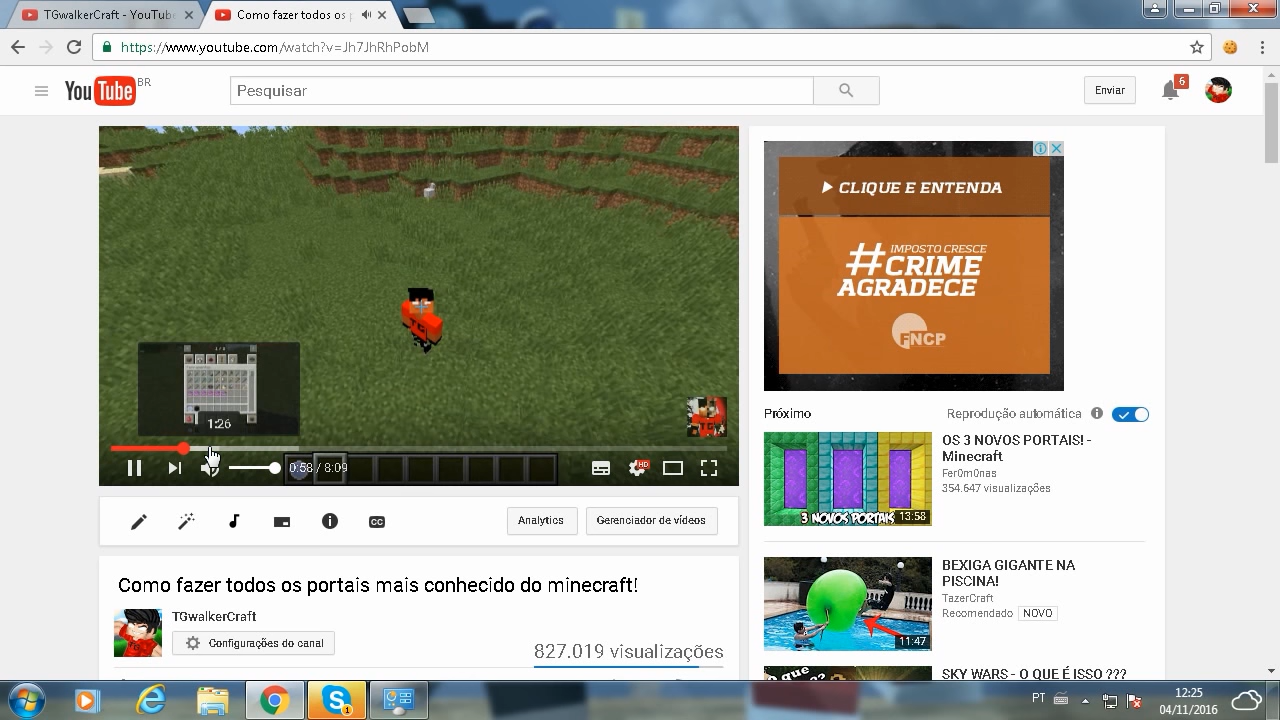 TGwalkerCraft - YouTube
Como fazer todos os p
https://www.youtube.com/watch?v=Jh7JhRhPobM
YouTube BR
Pesquisar
Enviar
6
CLIQUE E ENTENDA
IMPOSTO CRESCE
#CRIME
AGRADECE
FNCP
1:26
0:58 / 8:09
HD
Próximo
Reprodução automática
OS 3 NOVOS PORTAIS! -
Minecraft
Fer0m0nas
354.647 visualizações
3 NOVOS PORTAIS
13:58
CC
Analytics
Gerenciador de vídeos
Como fazer todos os portais mais conhecido do minecraft!
TGwalkerCraft
Configurações do canal
827.019 visualizações
BEXIGA GIGANTE NA
PISCINA!
TazerCraft
Recomendado NOVO
11:47
o que
SKY WARS - O QUE É ISSO ???
1
PT
12:25
04/11/2016